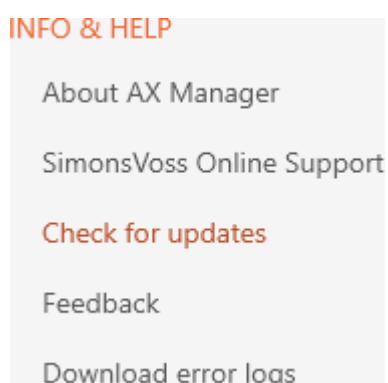 INFO & HELP
About AX Manager
SimonsVoss Online Support
Check for updates
Feedback
Download error logs